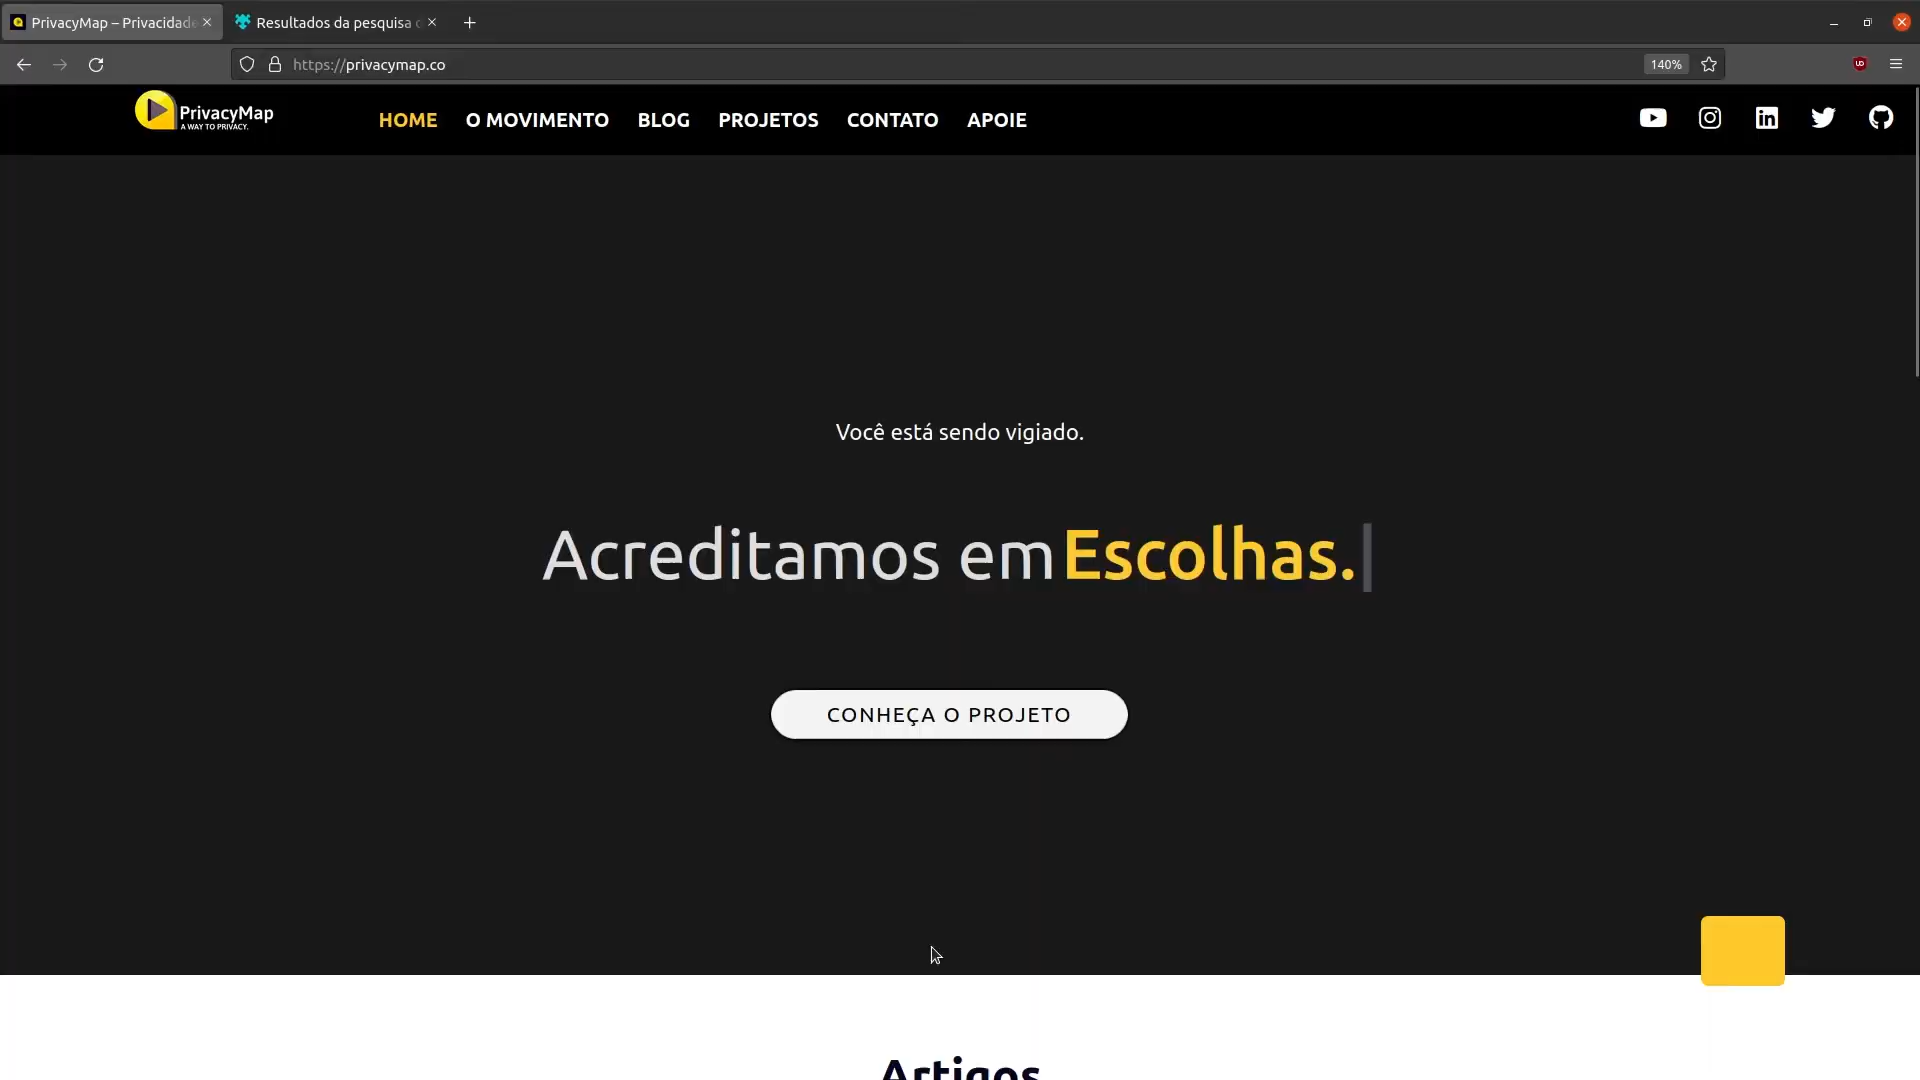 PrivacyMap – Privacidade
Resultados da pesquisa
https://privacymap.co
140%
PrivacyMap
A WAY TO PRIVACY.
HOME
O MOVIMENTO
BLOG
PROJETOS
CONTATO
APOIE
Você está sendo vigiado.
Acreditamos em Escolhas.
CONHEÇA O PROJETO
Artigos